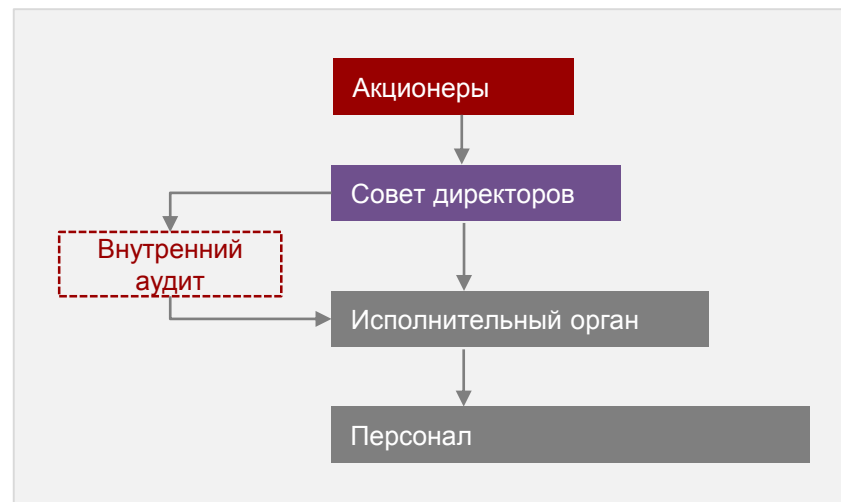 Акционеры
Совет директоров
Внутренний
аудит
Исполнительный орган
Персонал